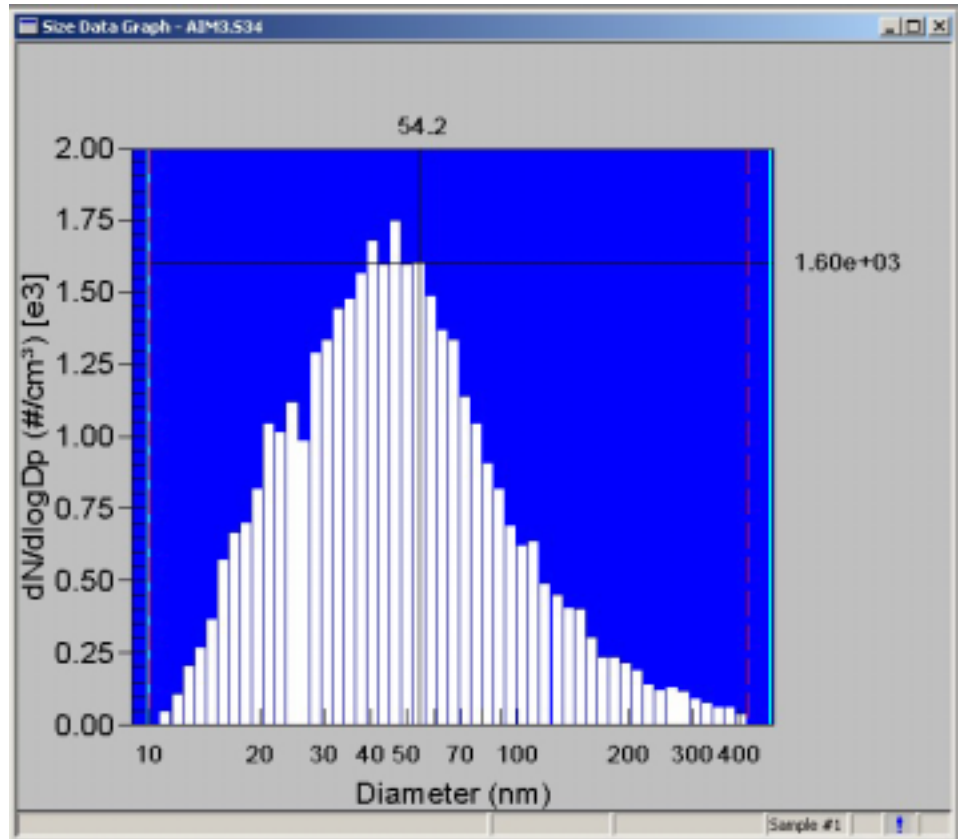 Size Data Graph - AIM3.S34
54.2
2.00
1.75
1.60e+03
1.50
1.25
1.00
0.75
0.50
0.25
0.00
dN/dlogDp (#/cm³) [e3]
10 20 30 40 50 70 100 200 300 400
Diameter (nm)
Sample #1